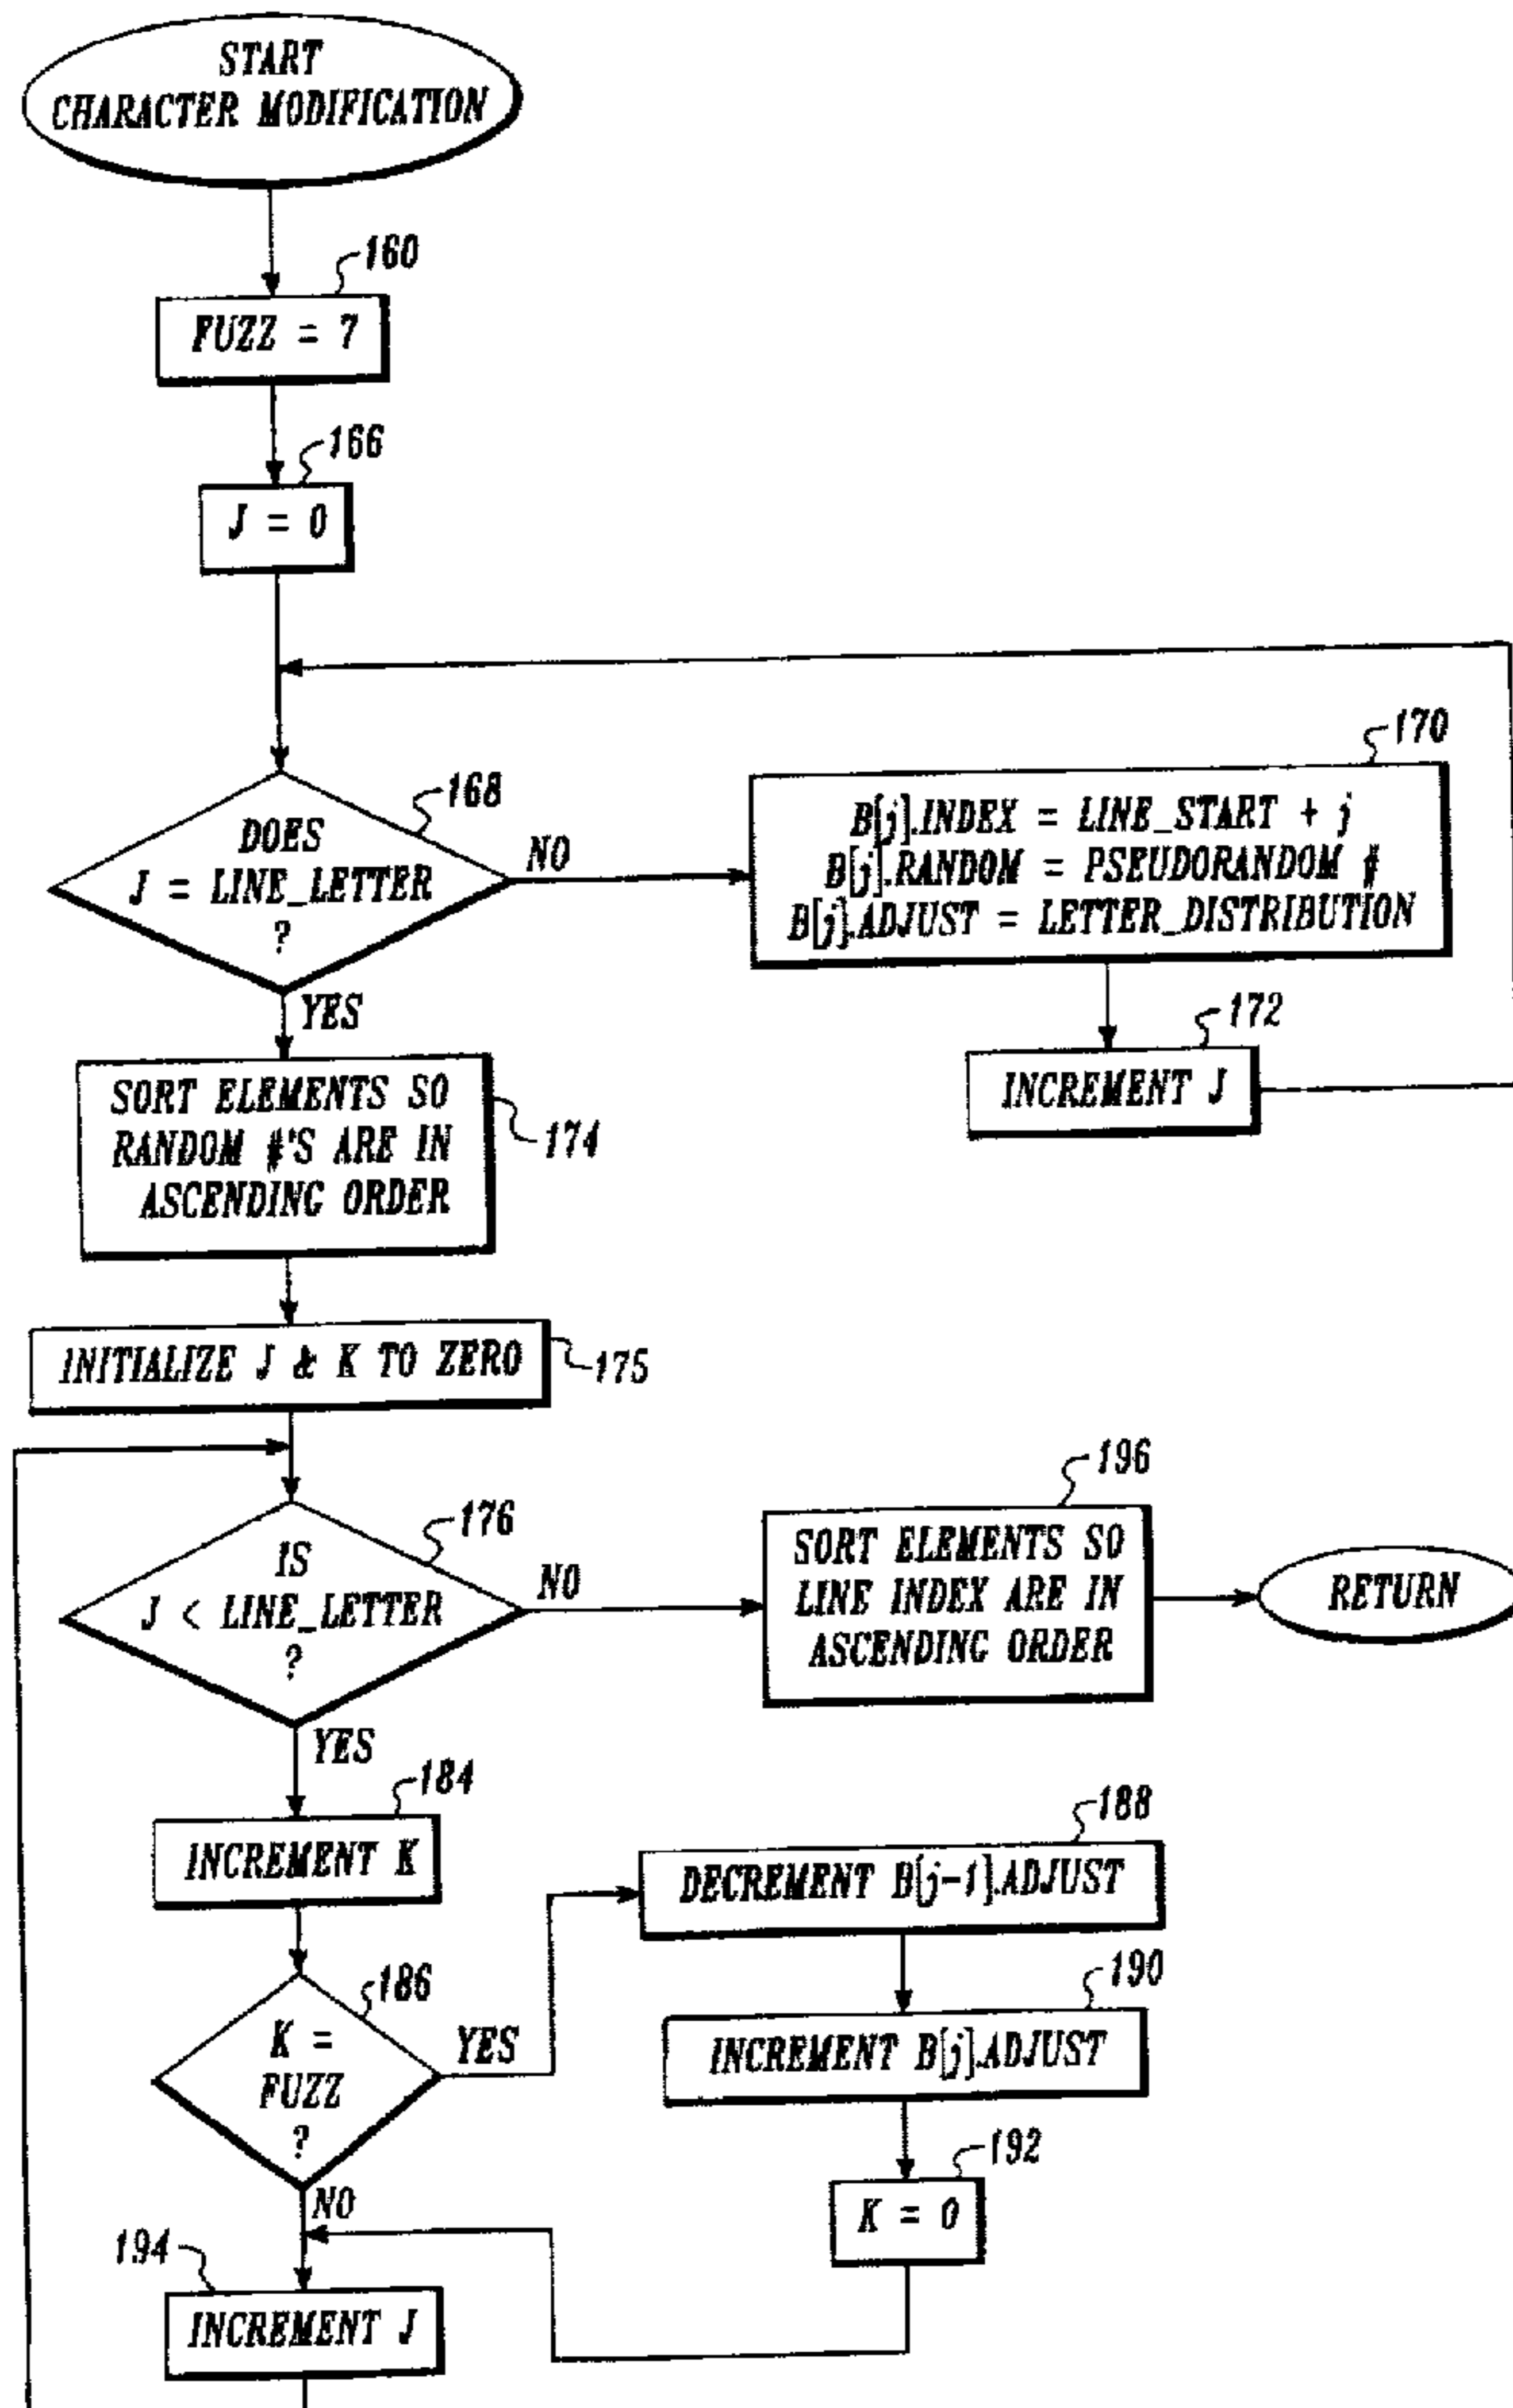 START
CHARACTER MODIFICATION
160
FUZZ = 7
166
J = 0
168
DOES
J = LINE_LETTER
?
NO
YES
170
B[j].INDEX = LINE_START + j
B[j].RANDOM = PSEUDORANDOM #
B[j].ADJUST = LETTER_DISTRIBUTION
172
INCREMENT J
SORT ELEMENTS SO
RANDOM #'S ARE IN
ASCENDING ORDER
174
INITIALIZE J & K TO ZERO
175
176
IS
J < LINE_LETTER
?
NO
YES
196
SORT ELEMENTS SO
LINE INDEX ARE IN
ASCENDING ORDER
RETURN
184
INCREMENT K
186
K =
FUZZ
?
YES
NO
188
DECREMENT B[j-1].ADJUST
190
INCREMENT B[j].ADJUST
192
K = 0
194
INCREMENT J